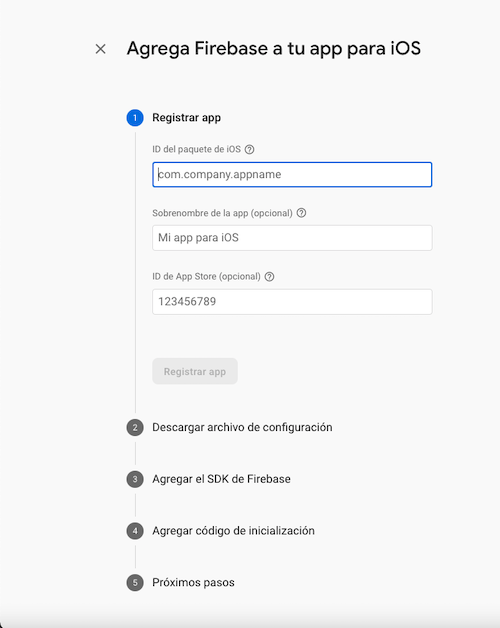 Agrega Firebase a tu app para iOS
1 Registrar app
ID del paquete de iOS
com.company.appname
Sobrenombre de la app (opcional)
Mi app para iOS
ID de App Store (opcional)
123456789
Registrar app
2 Descargar archivo de configuración
3 Agregar el SDK de Firebase
4 Agregar código de inicialización
5 Próximos pasos